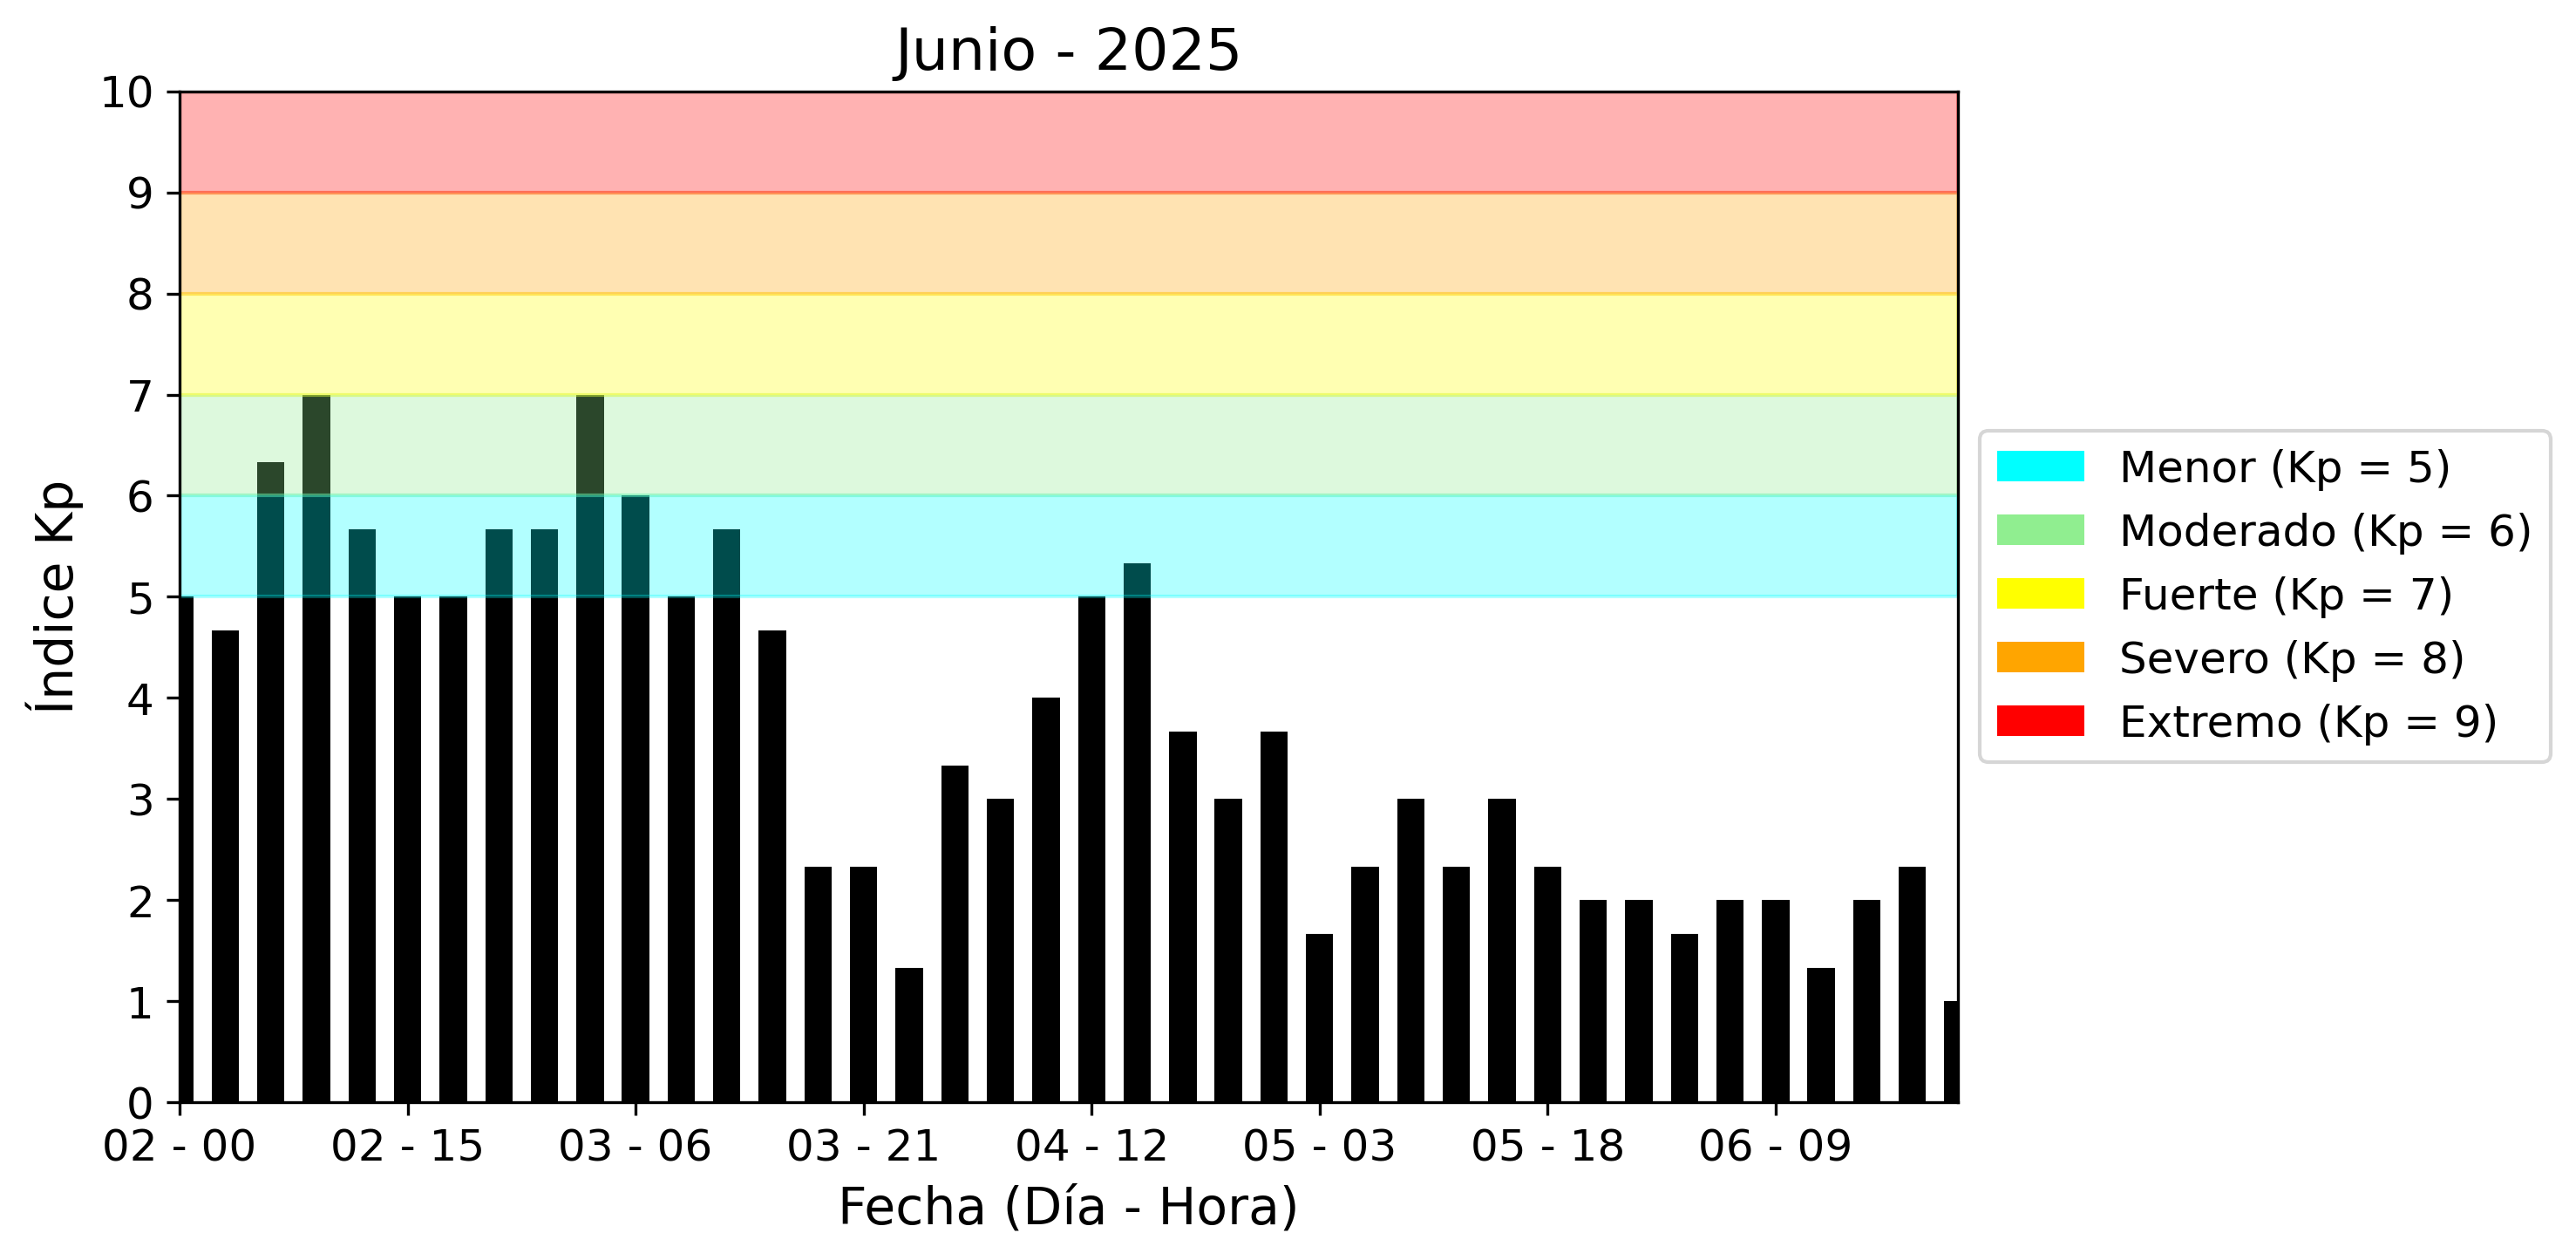 Junio - 2025
10
9
8
7
6
5
4
3
2
1
0
Índice Kp
02 - 00 02 - 15 03 - 06 03 - 21 04 - 12 05 - 03 05 - 18 06 - 09
Fecha (Día - Hora)
Menor (Kp = 5)
Moderado (Kp = 6)
Fuerte (Kp = 7)
Severo (Kp = 8)
Extremo (Kp = 9)